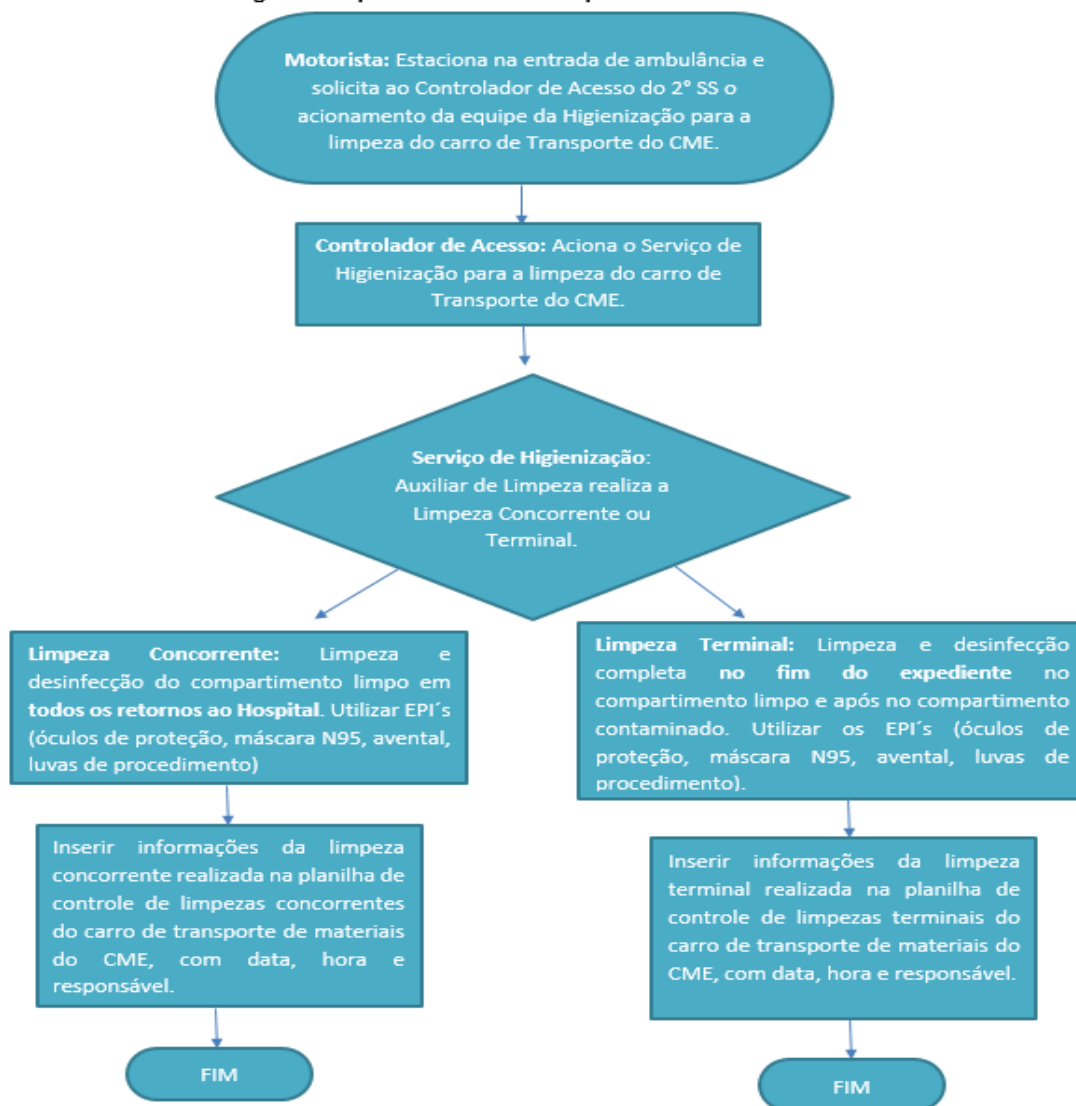 Motorista: Estaciona na entrada de ambulância e
solicita ao Controlador de Acesso do 2° SS o
acionamento da equipe da Higienização para a
limpeza do carro de Transporte do CME.
Controlador de Acesso: Aciona o Serviço de
Higienização para a limpeza do carro de
Transporte do CME.
Serviço de Higienização:
Auxiliar de Limpeza realiza a
Limpeza Concorrente ou
Terminal.
Limpeza Concorrente: Limpeza e
desinfecção do compartimento limpo em
todos os retornos ao Hospital. Utilizar EPI´s
(óculos de proteção, máscara N95, avental,
luvas de procedimento)
Limpeza Terminal: Limpeza e desinfecção
completa no fim do expediente no
compartimento limpo e após no compartimento
contaminado. Utilizar os EPI´s (óculos de
proteção, máscara N95, avental, luvas de
procedimento).
Inserir informações da limpeza
concorrente realizada na planilha de
controle de limpezas concorrentes
do carro de transporte de materiais
do CME, com data, hora e
responsável.
Inserir informações da limpeza
terminal realizada na planilha de
controle de limpezas terminais do
carro de transporte de materiais do
CME, com data, hora e responsável.
FIM
FIM